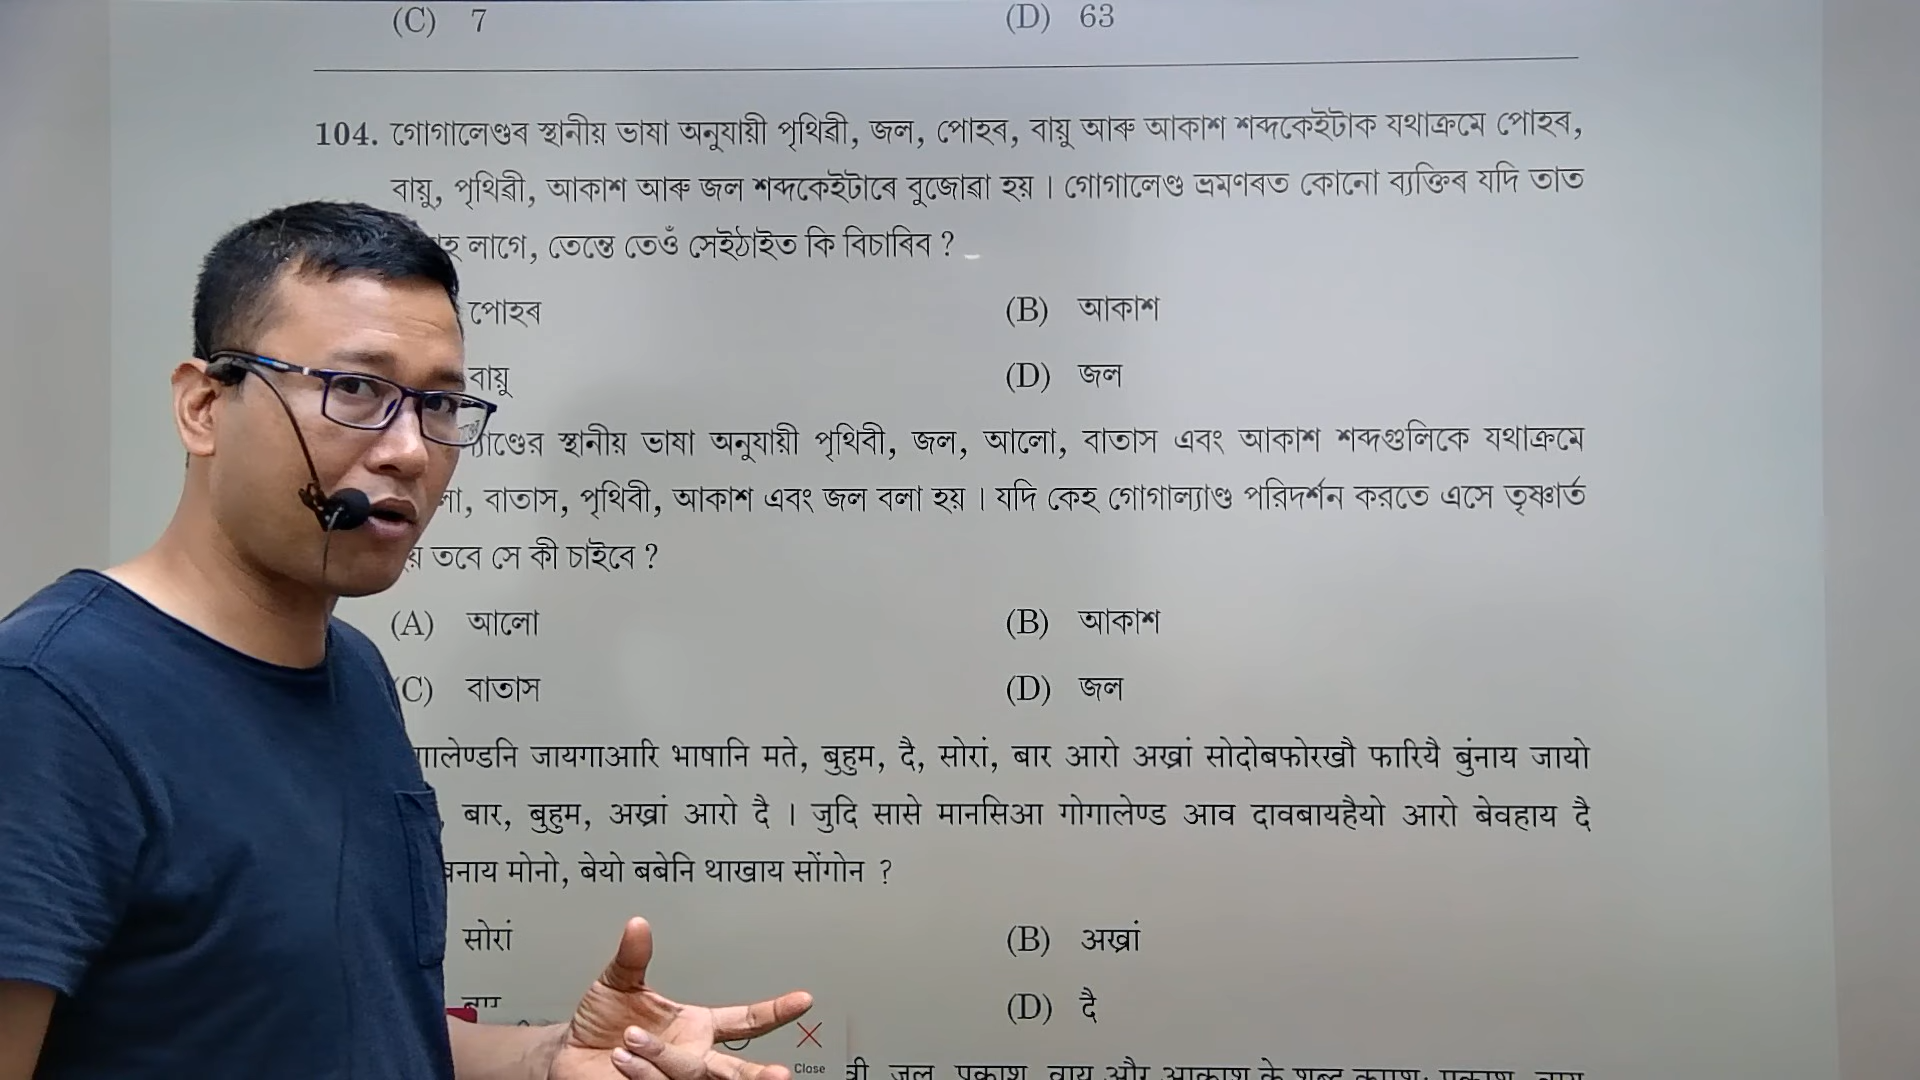 (C) 7 (D) 63
104. গোগালেণ্ডৰ স্থানীয় ভাষা অনুযায়ী পৃথিৱী, জল, পোহৰ, বায়ু আৰু আকাশ শব্দকেইটাক যথাক্ৰমে পোহৰ,
বায়ু, পৃথিৱী, আকাশ আৰু জল শব্দকেইটাৰে বুজোৱা হয় । গোগালেণ্ড ভ্ৰমণৰত কোনো ব্যক্তিৰ যদি তাত
লাগে, তেন্তে তেওঁ সেইঠাইত কি বিচাৰিব ?
পোহৰ (B) আকাশ
বায়ু (D) জল
স্থানীয় ভাষা অনুযায়ী পৃথিবী, জল, আলো, বাতাস এবং আকাশ শব্দগুলিকে যথাক্রমে
বাতাস, পৃথিবী, আকাশ এবং জল বলা হয় । যদি কেহ গোগাল্যাণ্ড পরিদর্শন করতে এসে তৃষ্ণার্ত
তবে সে কী চাইবে ?
(A) আলো (B) আকাশ
(C) বাতাস (D) জল
जायगाआरि भाषानि मते, बुहुम, दै, सोरां, बार आरो अख्रां सोदोबफोरखौ फारियै बुंनाय जायो
बार, बुहुम, अख्रां आरो दै । जुदि सासे मानसिआ गोगालेण्ड आव दावबायहैयो आरो बेवहाय दै
मोनो, बेयो बबेनि थाखाय सोंगोन ?
सोरां (B) अख्रां
(D) दै
Close